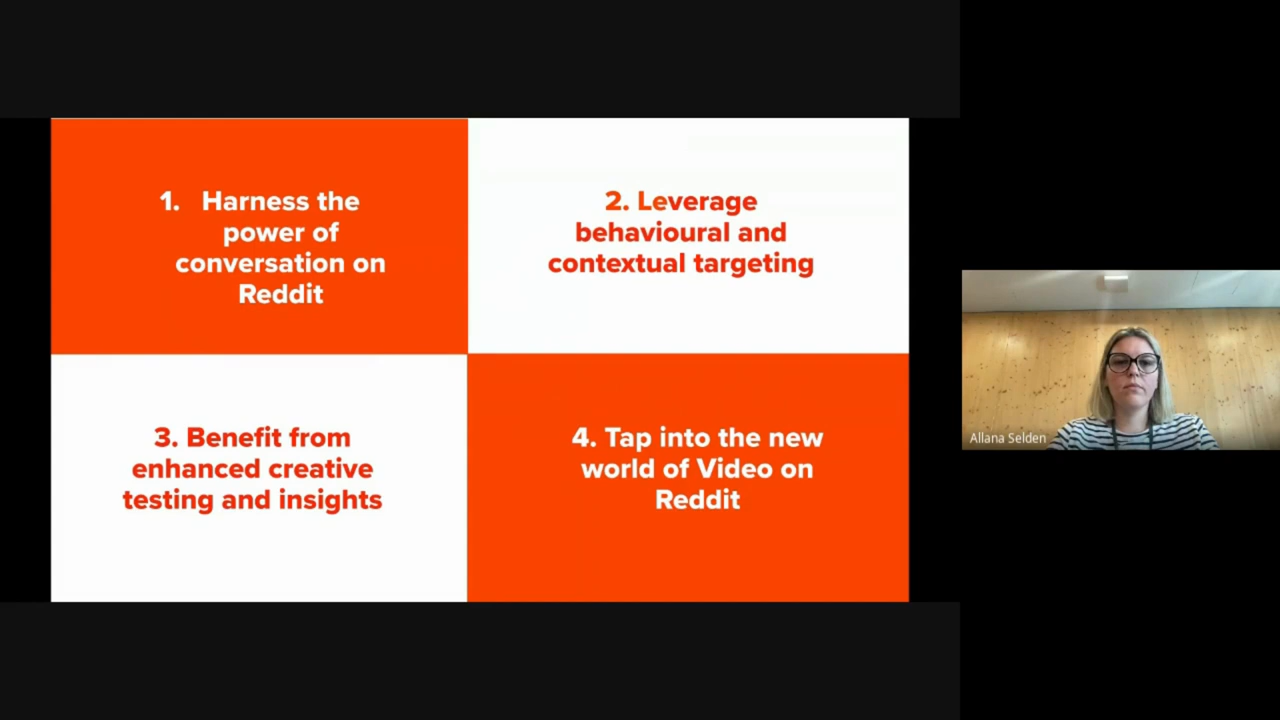 1. Harness the
power of
conversation on
Reddit
2. Leverage
behavioural and
contextual targeting
3. Benefit from
enhanced creative
testing and insights
4. Tap into the new
world of Video on
Reddit
Allana Selden